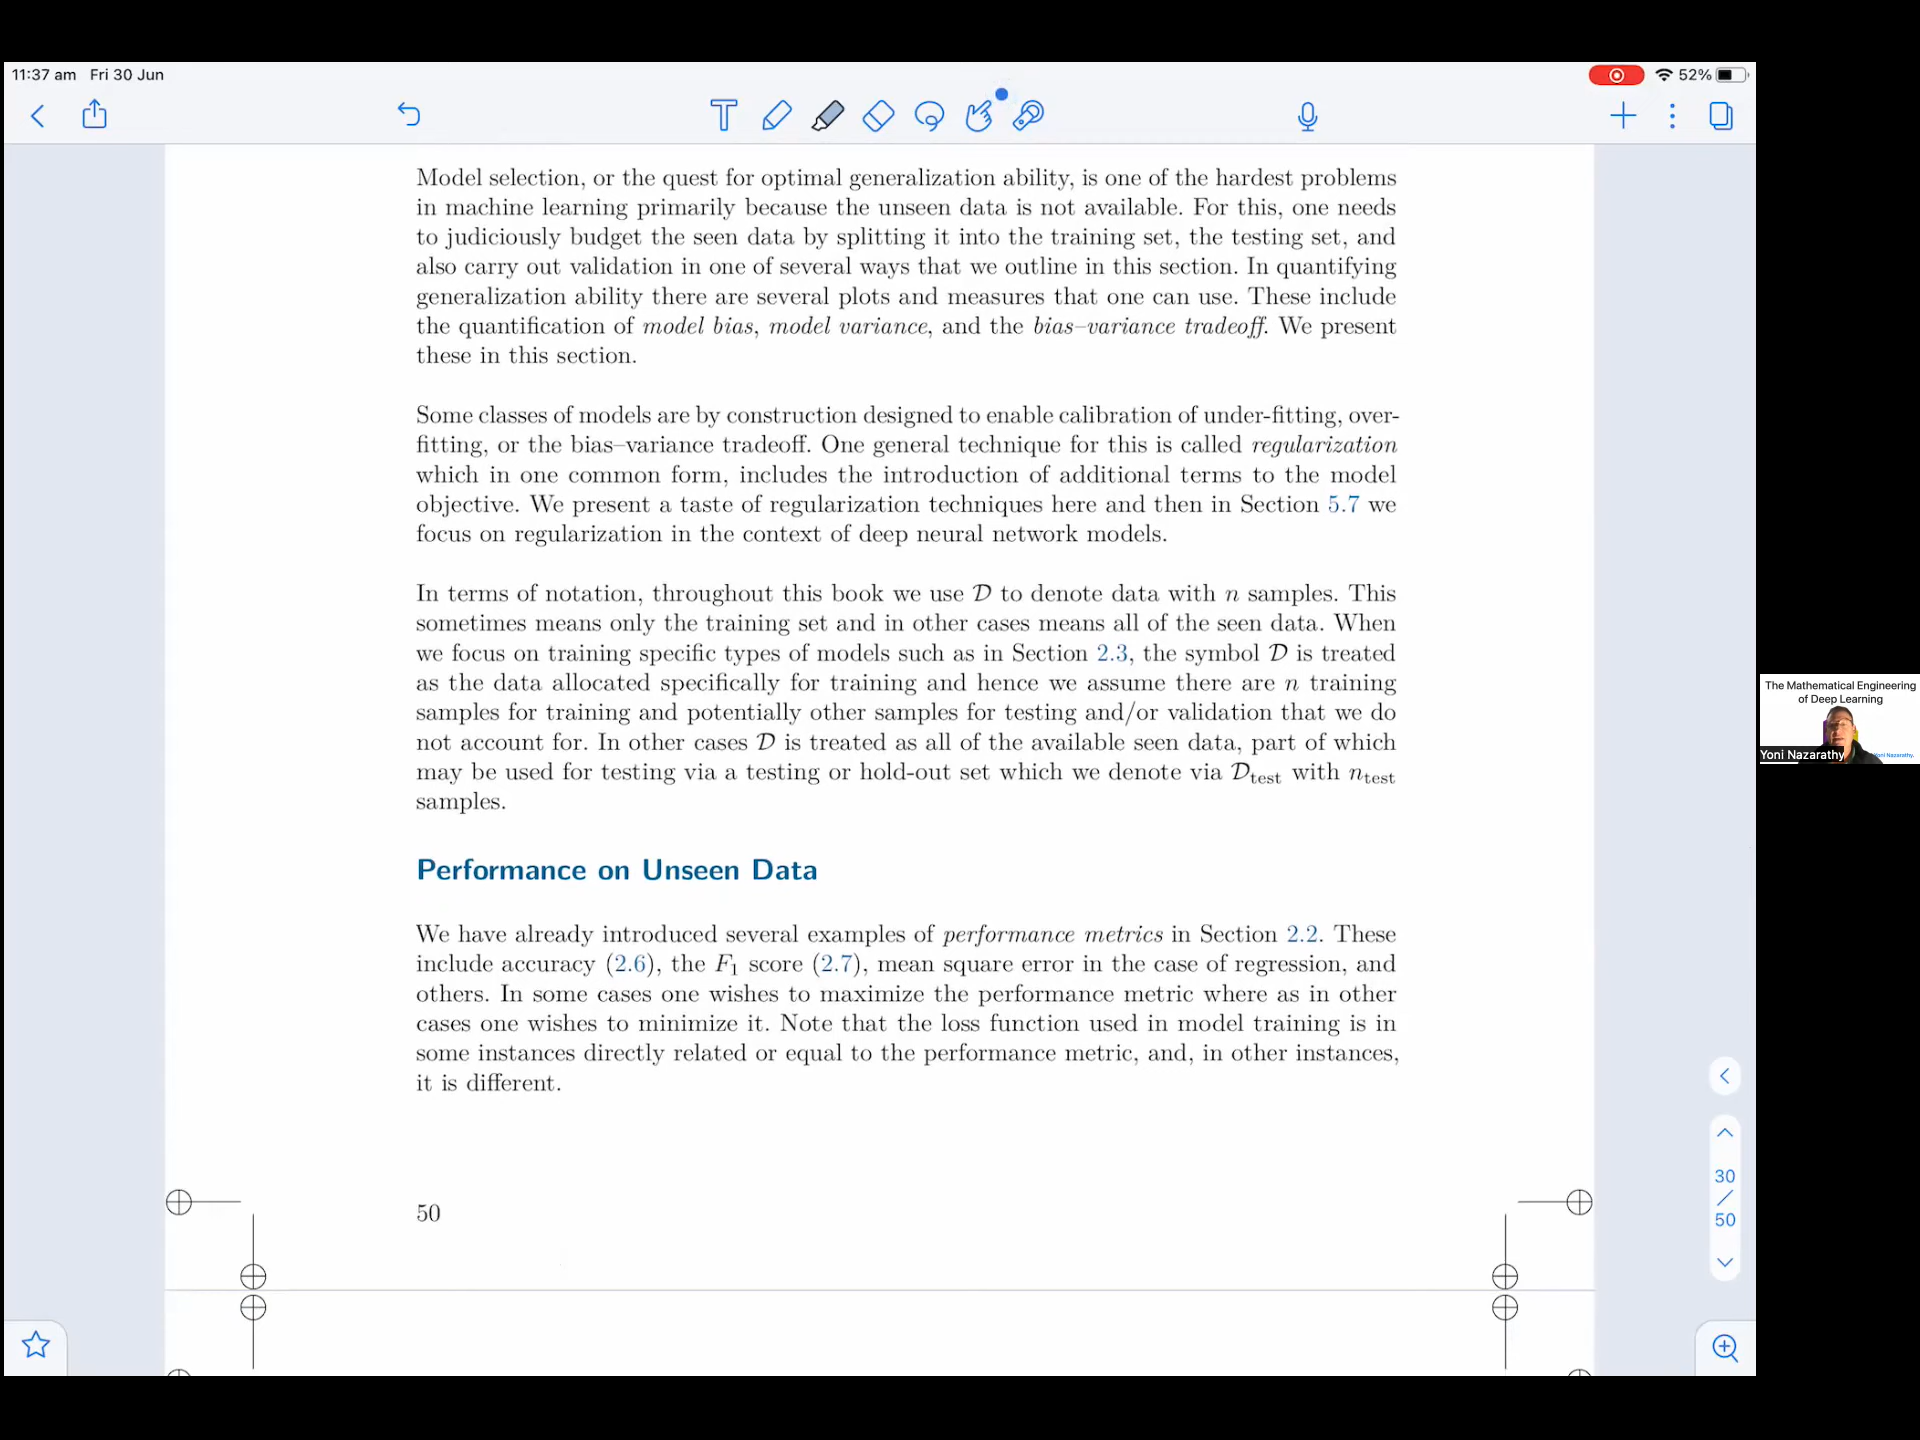 11:37 am Fri 30 Jun
52%
Model selection, or the quest for optimal generalization ability, is one of the hardest problems
in machine learning primarily because the unseen data is not available. For this, one needs
to judiciously budget the seen data by splitting it into the training set, the testing set, and
also carry out validation in one of several ways that we outline in this section. In quantifying
generalization ability there are several plots and measures that one can use. These include
the quantification of model bias, model variance, and the bias–variance tradeoff. We present
these in this section.
Some classes of models are by construction designed to enable calibration of under-fitting, over-
fitting, or the bias–variance tradeoff. One general technique for this is called regularization
which in one common form, includes the introduction of additional terms to the model
objective. We present a taste of regularization techniques here and then in Section 5.7 we
focus on regularization in the context of deep neural network models.
In terms of notation, throughout this book we use 𝒟 to denote data with n samples. This
sometimes means only the training set and in other cases means all of the seen data. When
we focus on training specific types of models such as in Section 2.3, the symbol 𝒟 is treated
as the data allocated specifically for training and hence we assume there are n training
samples for training and potentially other samples for testing and/or validation that we do
not account for. In other cases 𝒟 is treated as all of the available seen data, part of which
may be used for testing via a testing or hold-out set which we denote via 𝒟test with ntest
samples.
Performance on Unseen Data
We have already introduced several examples of performance metrics in Section 2.2. These
include accuracy (2.6), the F1 score (2.7), mean square error in the case of regression, and
others. In some cases one wishes to maximize the performance metric where as in other
cases one wishes to minimize it. Note that the loss function used in model training is in
some instances directly related or equal to the performance metric, and, in other instances,
it is different.
50
30
/
50
The Mathematical Engineering
of Deep Learning
Yoni Nazarathy
Yoni Nazarathy.